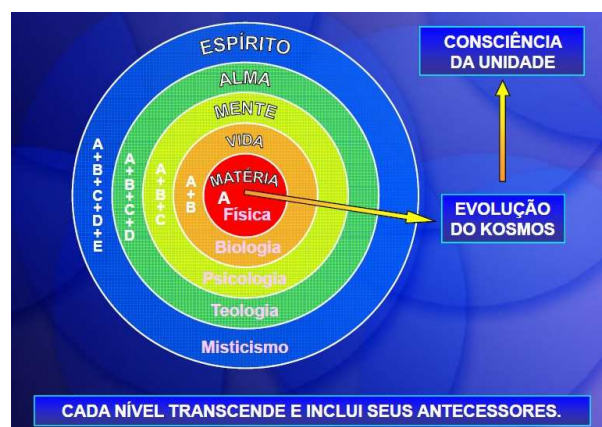 ESPÍRITO
ALMA
MENTE
VIDA
MATÉRIA
A
Física
Biologia
Psicologia
Teologia
Misticismo
A+B
A+B+C
A+B+C+D
A+B+C+D+E
CONSCIÊNCIA
DA UNIDADE
EVOLUÇÃO
DO KOSMOS
CADA NÍVEL TRANSCENDE E INCLUI SEUS ANTECESSORES.